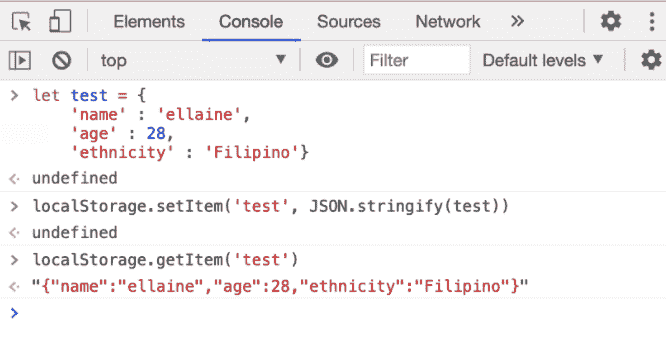 Elements Console Sources Network »
top ▼ Filter Default levels ▼
> let test = {
'name' : 'ellaine',
'age' : 28,
'ethnicity' : 'Filipino'}
< undefined
> localStorage.setItem('test', JSON.stringify(test))
< undefined
> localStorage.getItem('test')
< "{"name":"ellaine","age":28,"ethnicity":"Filipino"}"
>